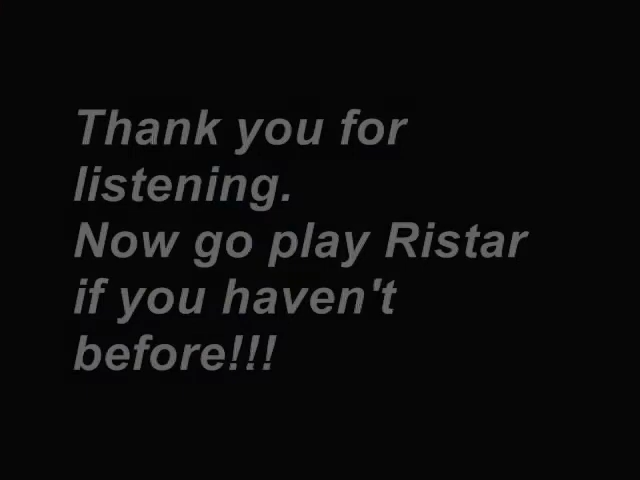 Thank you for
listening.
Now go play Ristar
if you haven't
before!!!